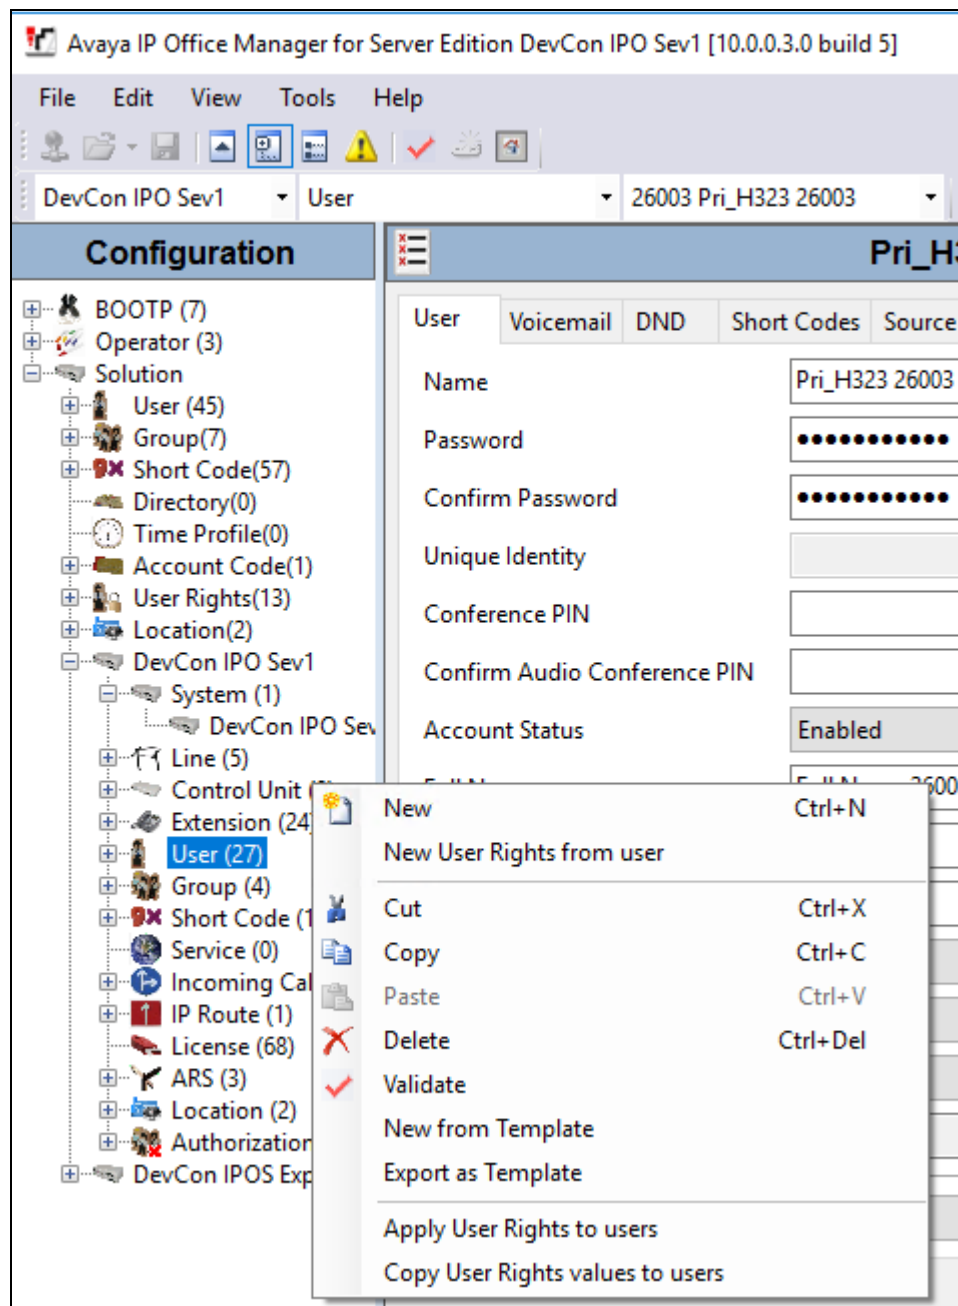 Avaya IP Office Manager for Server Edition DevCon IPO Sev1 [10.0.0.3.0 build 5]
File Edit View Tools Help
DevCon IPO Sev1 User 26003 Pri_H323 26003
Configuration
BOOTP (7)
Operator (3)
Solution
User (45)
Group(7)
Short Code(57)
Directory(0)
Time Profile(0)
Account Code(1)
User Rights(13)
Location(2)
DevCon IPO Sev1
System (1)
DevCon IPO Sev
Line (5)
Control Unit
Extension (24)
User (27)
Group (4)
Short Code (1
Service (0)
Incoming Cal
IP Route (1)
License (68)
ARS (3)
Location (2)
Authorization
DevCon IPOS Exp
Pri_H3
User Voicemail DND Short Codes Source
Name Pri_H323 26003
Password •••••••••••
Confirm Password •••••••••••
Unique Identity
Conference PIN
Confirm Audio Conference PIN
Account Status Enabled
New Ctrl+N
New User Rights from user
Cut Ctrl+X
Copy Ctrl+C
Paste Ctrl+V
Delete Ctrl+Del
Validate
New from Template
Export as Template
Apply User Rights to users
Copy User Rights values to users